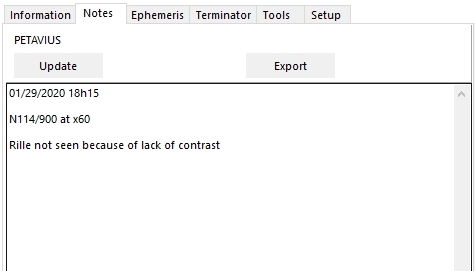 Information Notes Ephemeris Terminator Tools Setup
PETAVIUS
Update Export
01/29/2020 18h15
N114/900 at x60
Rille not seen because of lack of contrast